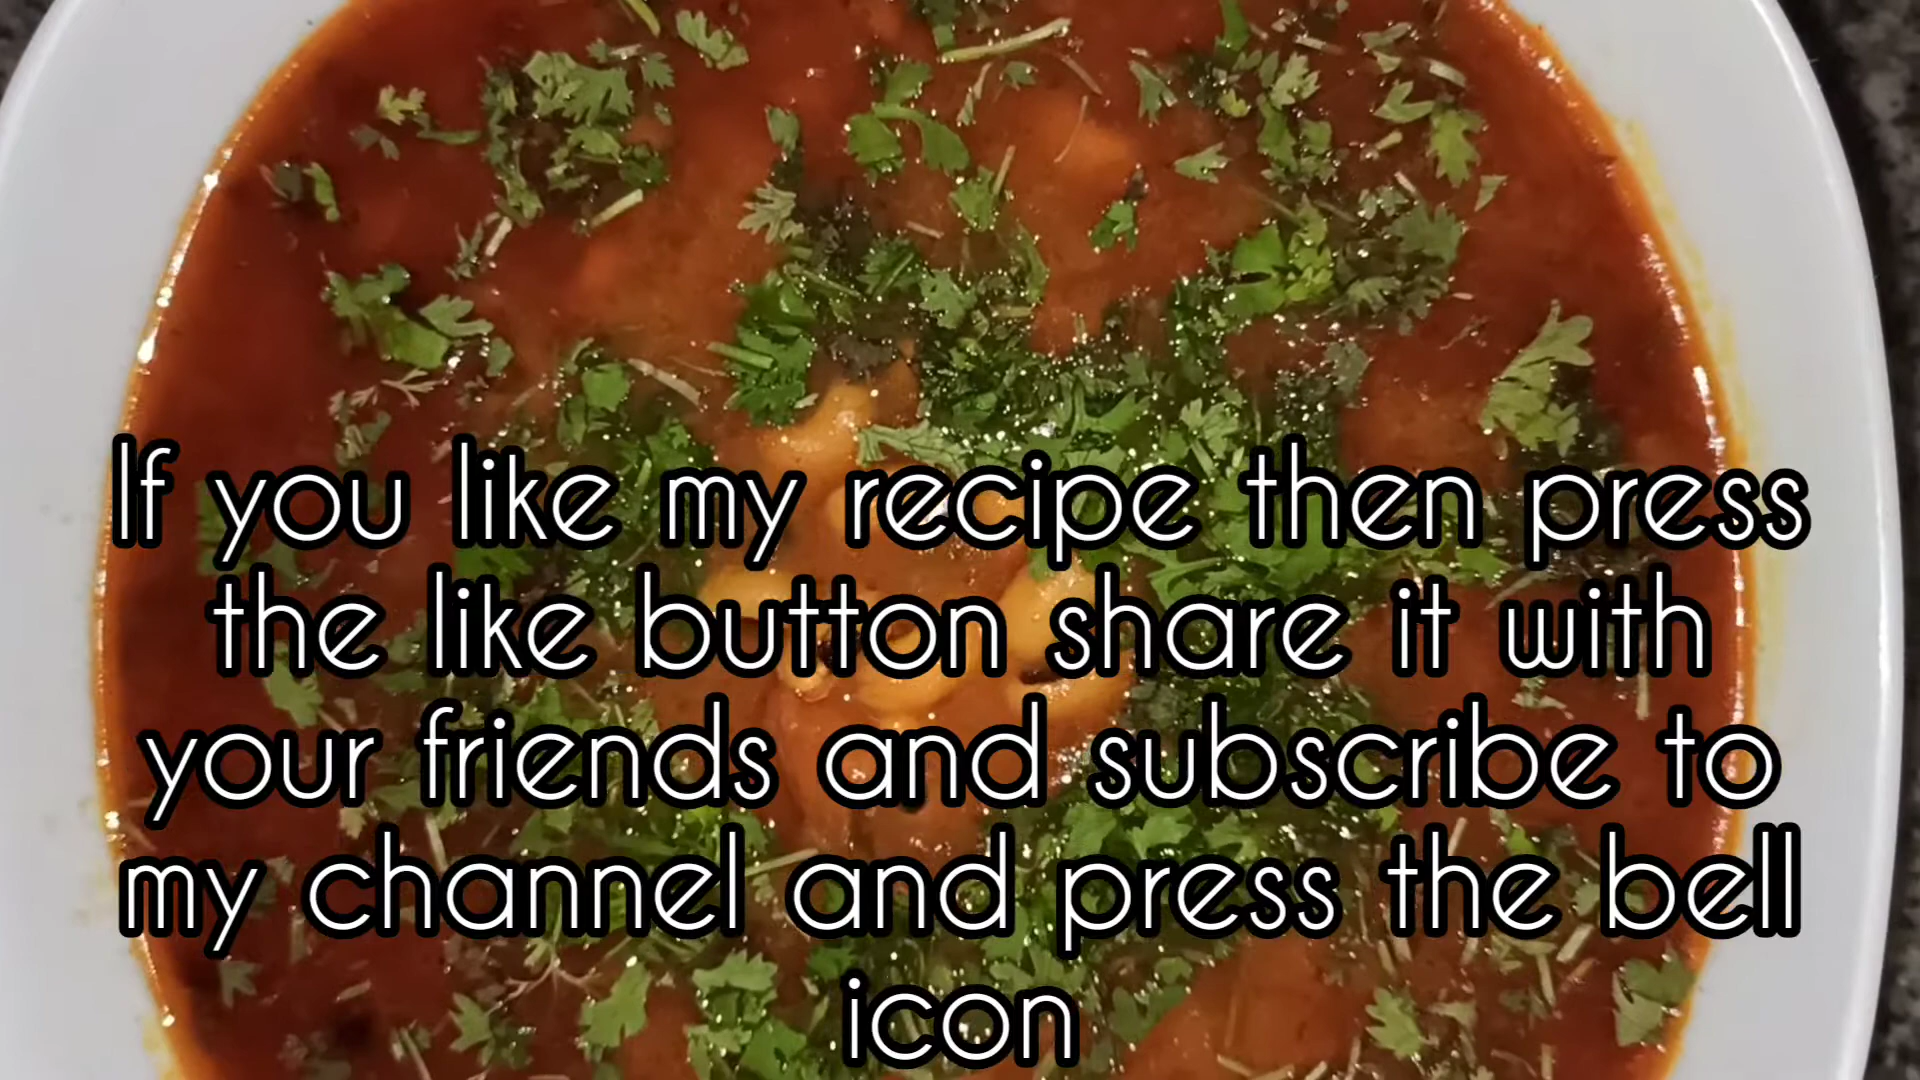 If you like my recipe then press
the like button share it with
your friends and subscribe to
my channel and press the bell
icon